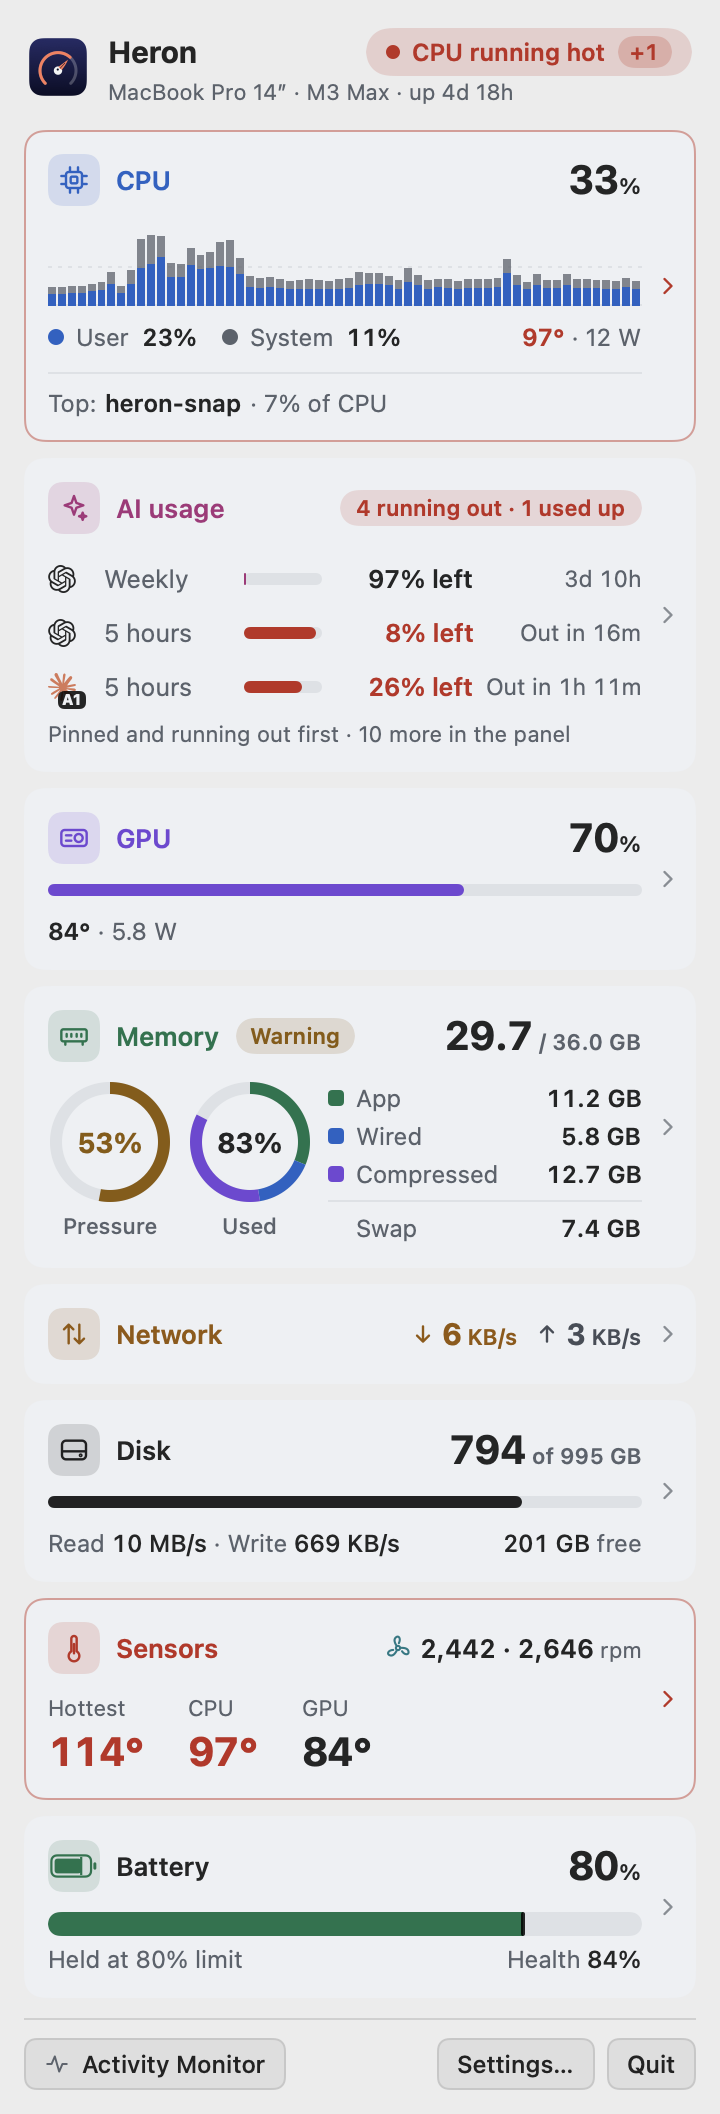 Heron
CPU running hot +1
MacBook Pro 14″ · M3 Max · up 4d 18h
CPU 33%
User 23% System 11% 97° · 12 W
Top: heron-snap · 7% of CPU
AI usage 4 running out · 1 used up
Weekly 97% left 3d 10h
5 hours 8% left Out in 16m
5 hours 26% left Out in 1h 11m
A1
Pinned and running out first · 10 more in the panel
GPU 70%
84° · 5.8 W
Memory Warning 29.7 / 36.0 GB
53% 83%
Pressure Used
App 11.2 GB
Wired 5.8 GB
Compressed 12.7 GB
Swap 7.4 GB
Network ↓ 6 KB/s ↑ 3 KB/s
Disk 794 of 995 GB
Read 10 MB/s · Write 669 KB/s 201 GB free
Sensors 2,442 · 2,646 rpm
Hottest CPU GPU
114° 97° 84°
Battery 80%
Held at 80% limit Health 84%
Activity Monitor Settings... Quit